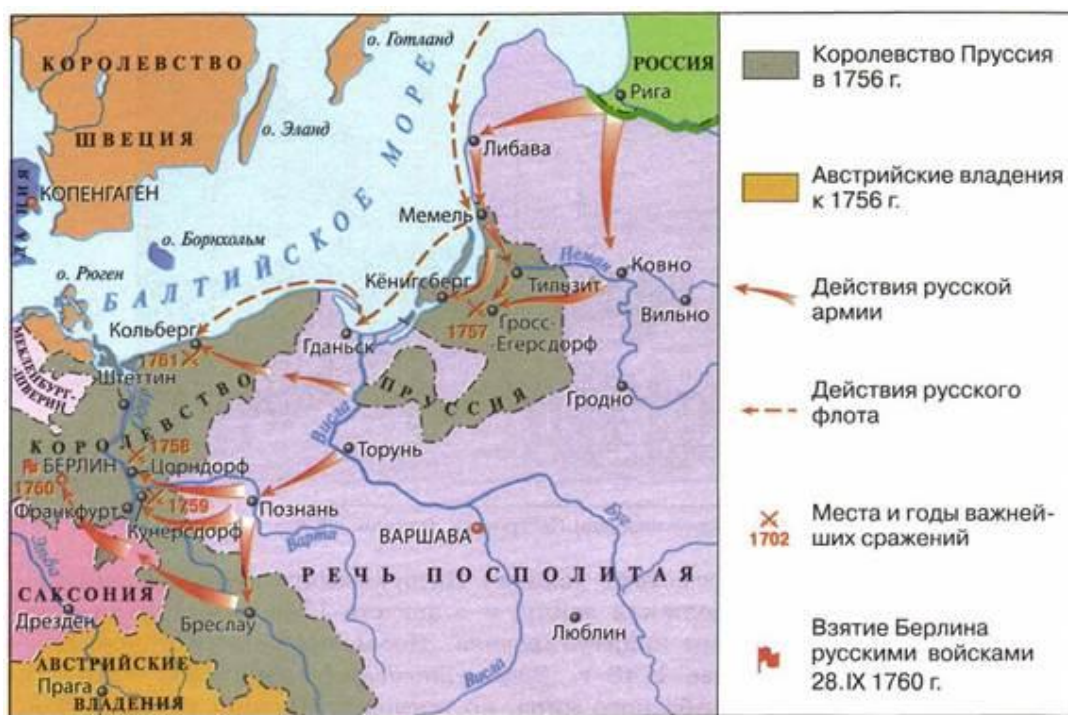 о. Готланд
КОРОЛЕВСТВО
РОССИЯ
Рига
о. Эланд
Либава
ШВЕЦИЯ
КОПЕНГАГЕН
ДАНИЯ
БАЛТИЙСКОЕ МОРЕ
Мемель
о. Борнхольм
о. Рюген
Неман
Ковно
Кёнигсберг
Тильзит
Вильно
Кольберг
1757
Гросс-
-Егерсдорф
Гданьск
1761
МЕКЛЕНБУРГ-
ШВЕРИН
Штеттин
Одер
ПРУССИЯ
Гродно
КОРОЛЕВСТВО
Висла
1758
Торунь
БЕРЛИН
Цорндорф
1760
1759
Познань
Франкфурт
Кунерсдорф
Буг
ВАРШАВА
Варта
Эльба
РЕЧЬ ПОСПОЛИТАЯ
САКСОНИЯ
Дрезден
Бреслау
Люблин
АВСТРИЙСКИЕ
Прага
ВЛАДЕНИЯ
Висла
Королевство Пруссия
в 1756 г.
Австрийские владения
к 1756 г.
Действия русской
армии
Действия русского
флота
1702
Места и годы важней-
ших сражений
Взятие Берлина
русскими войсками
28.IX 1760 г.